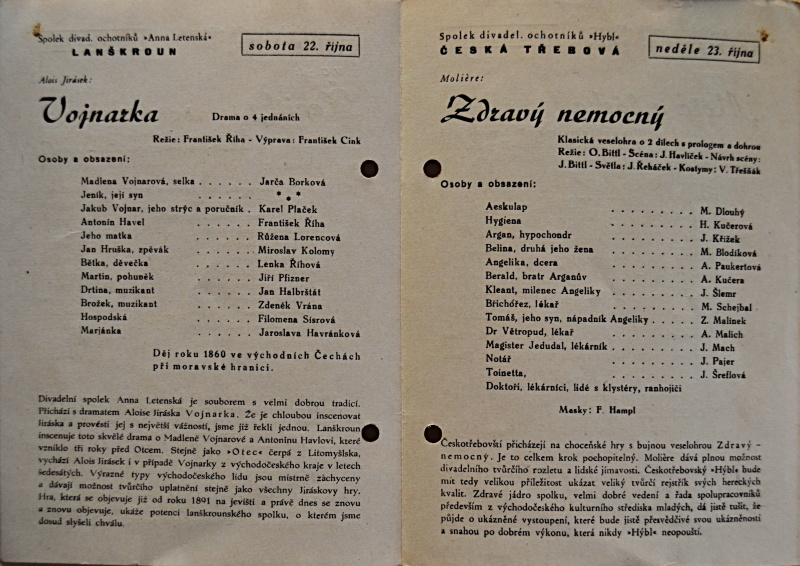 Spolek divad. ochotníků »Anna Letenská«
LANŠKROUN
sobota 22. října
Alois Jirásek:
Vojnarka
Drama o 4 jednáních
Režie: František Říha - Výprava: František Cink
Osoby a obsazení:
Madlena Vojnarová, selka . . . . . . Jarča Borková
Jeník, její syn . . . . . . * * *
Jakub Vojnar, jeho strýc a poručník . Karel Plaček
Antonín Havel . . . . . . František Říha
Jeho matka . . . . . . Růžena Lorencová
Jan Hruška, zpěvák . . . . . . Miroslav Kolomy
Bětka, děvečka . . . . . . Lenka Říhová
Martin, pohuněk . . . . . . Jiří Pfizner
Drtina, muzikant . . . . . . Jan Halbrštát
Brožek, muzikant . . . . . . Zdeněk Vrána
Hospodská . . . . . . Filomena Sísrová
Marjánka . . . . . . Jaroslava Havránková
Děj roku 1860 ve východních Čechách
při moravské hranici.
Divadelní spolek Anna Letenská je souborem s velmi dobrou tradicí.
Přichází s dramatem Aloise Jiráska Vojnarka. Že je chloubou inscenovat
Jiráska a provésti jej s největší vážností, jsme již řekli jednou. Lanškroun
inscenuje toto skvělé drama o Madleně Vojnarové a Antonínu Havlovi, které
vzniklo tři roky před Otcem. Stejně jako »Otec« čerpá z Litomyšlska,
vychází Alois Jirásek i v případě Vojnarky z východočeského kraje v letech
šedesátých. Výrazné typy východočeského lidu jsou místně zachyceny
a dávají možnost tvůrčího uplatnění stejně jako všechny Jiráskovy hry.
Hra, která se objevuje již od roku 1891 na jevišti a právě dnes se znovu
a znovu objevuje, ukáže potenci lanškrounského spolku, o kterém jsme
dosud slyšeli chválu.
Spolek divadel. ochotníků »Hýbl«
ČESKÁ TŘEBOVÁ
neděle 23. října
Molière:
Zdravý nemocný
Klasická veselohra o 2 dílech s prologem a dohrou
Režie: O. Bittl - Scéna: J. Havlíček - Návrh scény:
J. Bittl - Světla: J. Řeháček - Kostymy: V. Třešňák
Osoby a obsazení:
Aeskulap . . . . . . . . . M. Dlouhý
Hygiena . . . . . . . . . H. Kučerová
Argan, hypochondr . . . . . . . . . J. Křížek
Belina, druhá jeho žena . . . . . . . . . M. Blodíková
Angelika, dcera . . . . . . . . . A. Paukertová
Berald, bratr Arganův . . . . . . . . . A. Kučera
Kleant, milenec Angeliky . . . . . . . . . J. Šlemr
Břichóřez, lékař . . . . . . . . . M. Schejbal
Tomáš, jeho syn, nápadník Angeliky . . . . . Z. Malínek
Dr Větropud, lékař . . . . . . . . . A. Malich
Magister Jedudal, lékárník . . . . . . . . . J. Mach
Notář . . . . . . . . . J. Pajer
Toinetta, . . . . . . . . . J. Šreflová
Doktoři, lékárníci, lidé s klystéry, ranhojiči
Masky: F. Hampl
Českotřebovští přicházejí na choceňské hry s bujnou veselohrou Zdravý -
nemocný. Je to celkem krok pochopitelný. Molière dává plnou možnost
divadelního tvůrčího rozletu a lidské jímavosti. Českotřebovský »Hýbl« bude
mít tedy velikou příležitost ukázat veliký tvůrčí rejstřík svých hereckých
kvalit. Zdravé jádro spolku, velmi dobré vedení a řada spolupracovníků
především z východočeského kulturního střediska mladých, dá jistě tušit, že
půjde o ukázněné vystoupení, které bude jistě přesvědčivé svou ukázněností
a snahou po dobrém výkonu, která nikdy »Hýbl« neopouští.